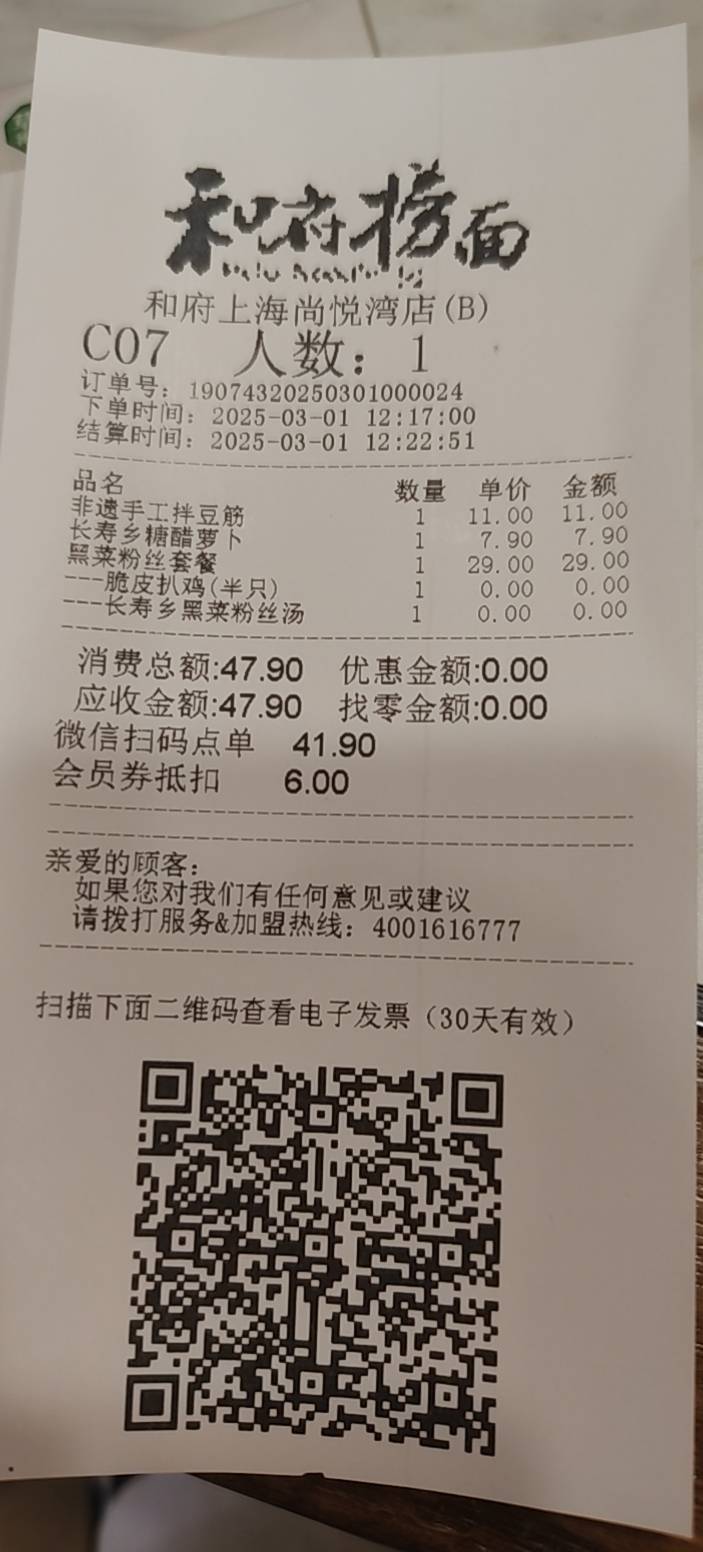 和府捞面
和府上海尚悦湾店(B)
C07 人数: 1
订单号: 19074320250301000024
下单时间: 2025-03-01 12:17:00
结算时间: 2025-03-01 12:22:51
品名 数量 单价 金额
非遗手工拌豆筋 1 11.00 11.00
长寿乡糖醋萝卜 1 7.90 7.90
黑菜粉丝套餐 1 29.00 29.00
---脆皮扒鸡(半只) 1 0.00 0.00
---长寿乡黑菜粉丝汤 1 0.00 0.00
消费总额:47.90 优惠金额:0.00
应收金额:47.90 找零金额:0.00
微信扫码点单 41.90
会员券抵扣 6.00
亲爱的顾客:
如果您对我们有任何意见或建议
请拨打服务&加盟热线: 4001616777
扫描下面二维码查看电子发票（30天有效）